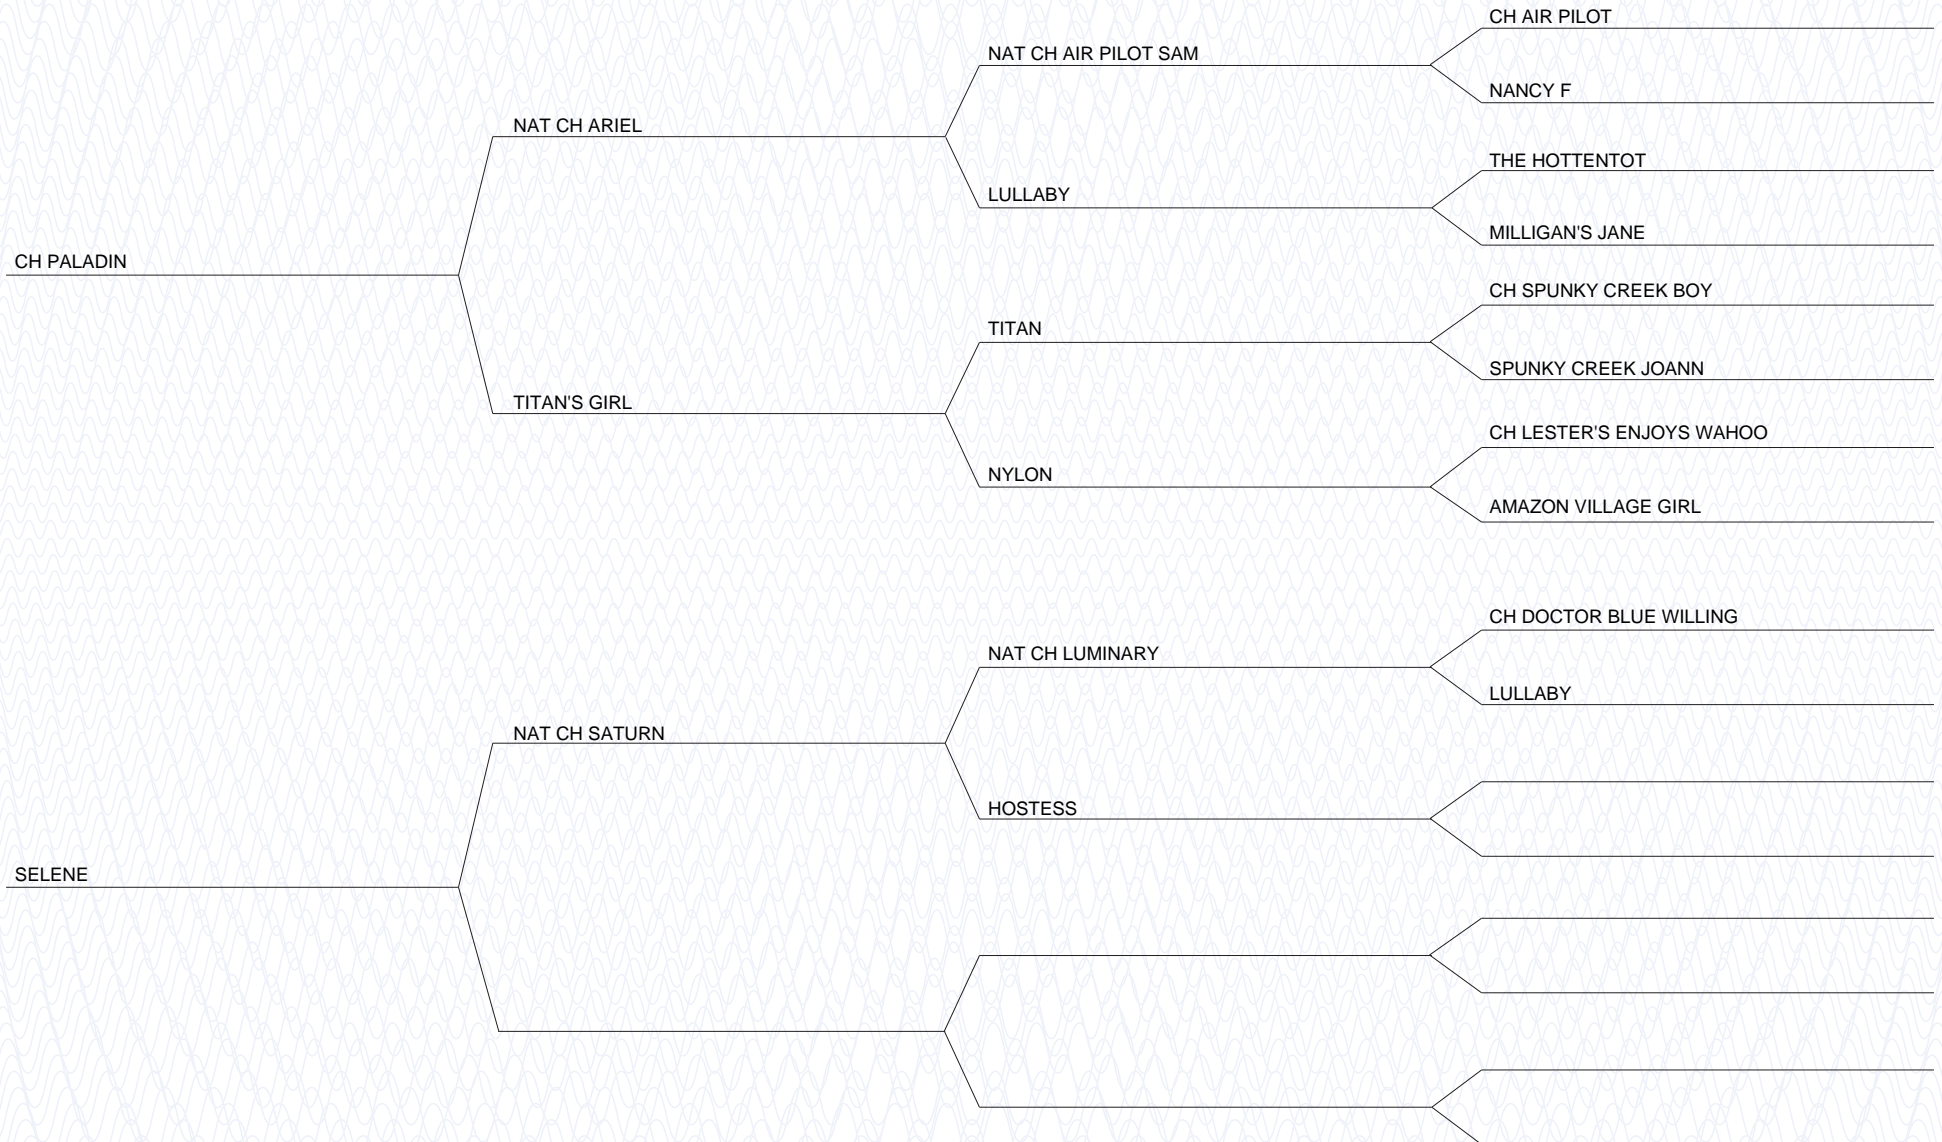 CH AIR PILOT
NAT CH AIR PILOT SAM
NANCY F
NAT CH ARIEL
THE HOTTENTOT
LULLABY
MILLIGAN'S JANE
CH PALADIN
CH SPUNKY CREEK BOY
TITAN
SPUNKY CREEK JOANN
TITAN'S GIRL
CH LESTER'S ENJOYS WAHOO
NYLON
AMAZON VILLAGE GIRL
CH DOCTOR BLUE WILLING
NAT CH LUMINARY
LULLABY
NAT CH SATURN
HOSTESS
SELENE